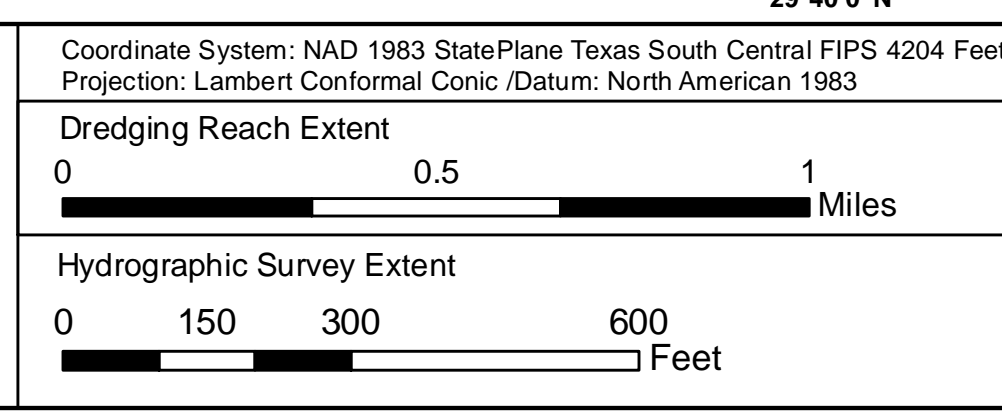 Coordinate System: NAD 1983 StatePlane Texas South Central FIPS 4204 Feet
Projection: Lambert Conformal Conic /Datum: North American 1983
Dredging Reach Extent
0 0.5 1
Miles
Hydrographic Survey Extent
0 150 300 600
Feet